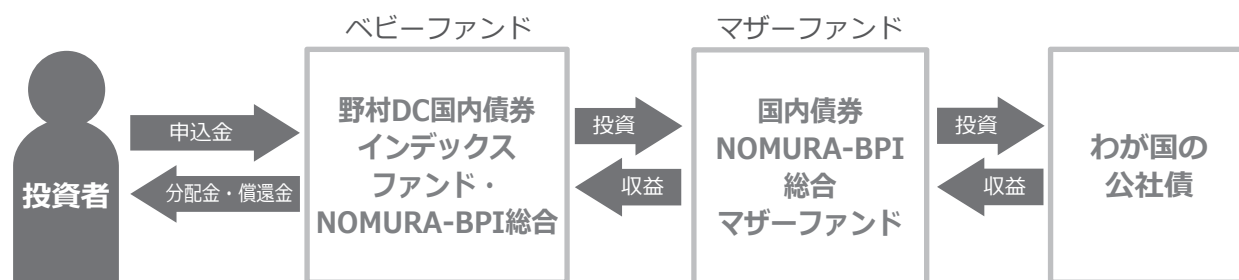 ベビーファンド
マザーファンド
投資者
申込金
分配金・償還金
野村DC国内債券
インデックス
ファンド・
NOMURA-BPI総合
投資
収益
国内債券
NOMURA-BPI
総合
マザーファンド
投資
収益
わが国の
公社債